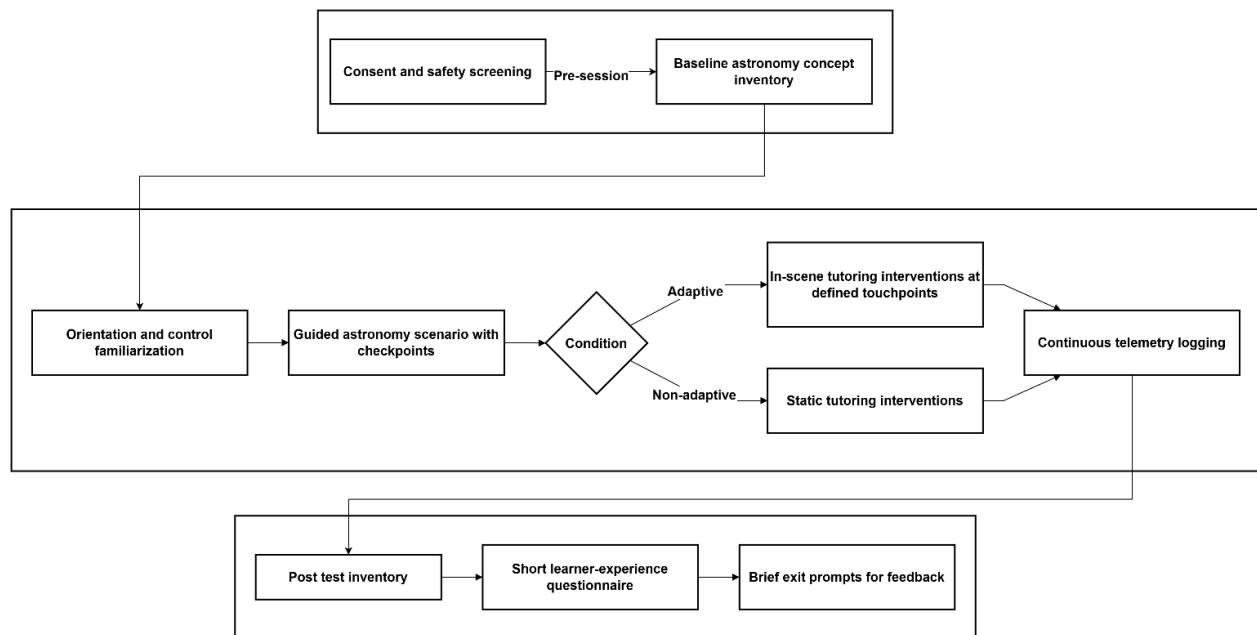 Consent and safety screening
Pre-session
Baseline astronomy concept
inventory
Orientation and control
familiarization
Guided astronomy scenario with
checkpoints
Condition
Adaptive
Non-adaptive
In-scene tutoring interventions at
defined touchpoints
Static tutoring interventions
Continuous telemetry logging
Post test inventory
Short learner-experience
questionnaire
Brief exit prompts for feedback